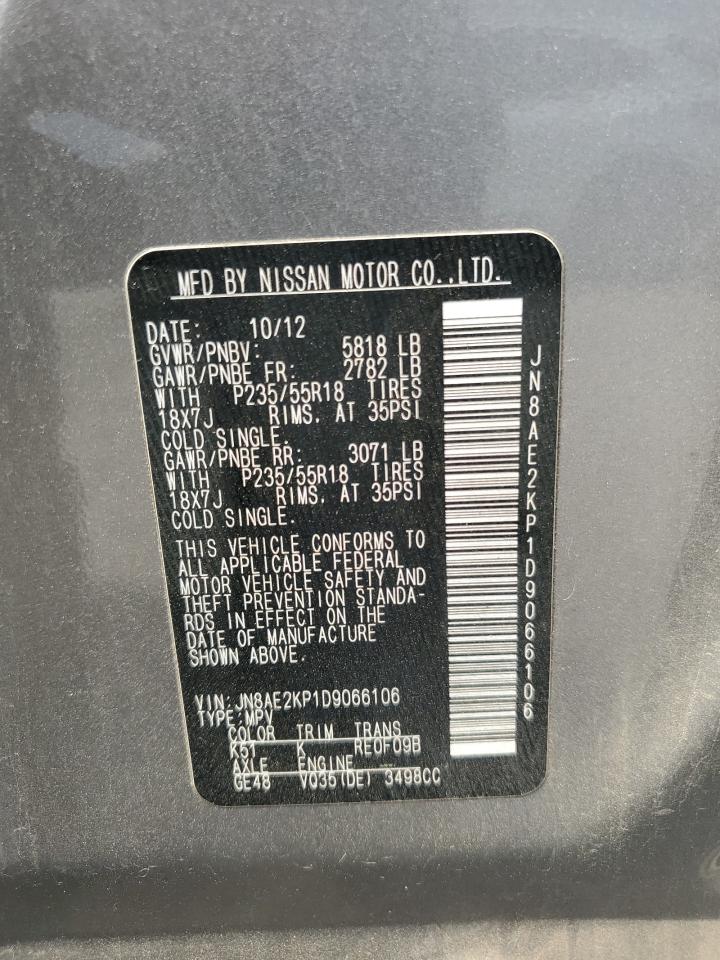 MFD BY NISSAN MOTOR CO.,LTD.
DATE: 10/12
GVWR/PNBV: 5818 LB
GAWR/PNBE FR: 2782 LB
WITH P235/55R18 TIRES
18X7J RIMS, AT 35PSI
COLD SINGLE.
GAWR/PNBE RR: 3071 LB
WITH P235/55R18 TIRES
18X7J RIMS, AT 35PSI
COLD SINGLE.
THIS VEHICLE CONFORMS TO
ALL APPLICABLE FEDERAL
MOTOR VEHICLE SAFETY AND
THEFT PREVENTION STANDA-
RDS IN EFFECT ON THE
DATE OF MANUFACTURE
SHOWN ABOVE.
VIN:JN8AE2KP1D9066106
TYPE:MPV
COLOR TRIM TRANS
K51 K RE0F09B
AXLE ENGINE
GE48 VQ35(DE) 3498CC
JN8AE2KP1D9066106